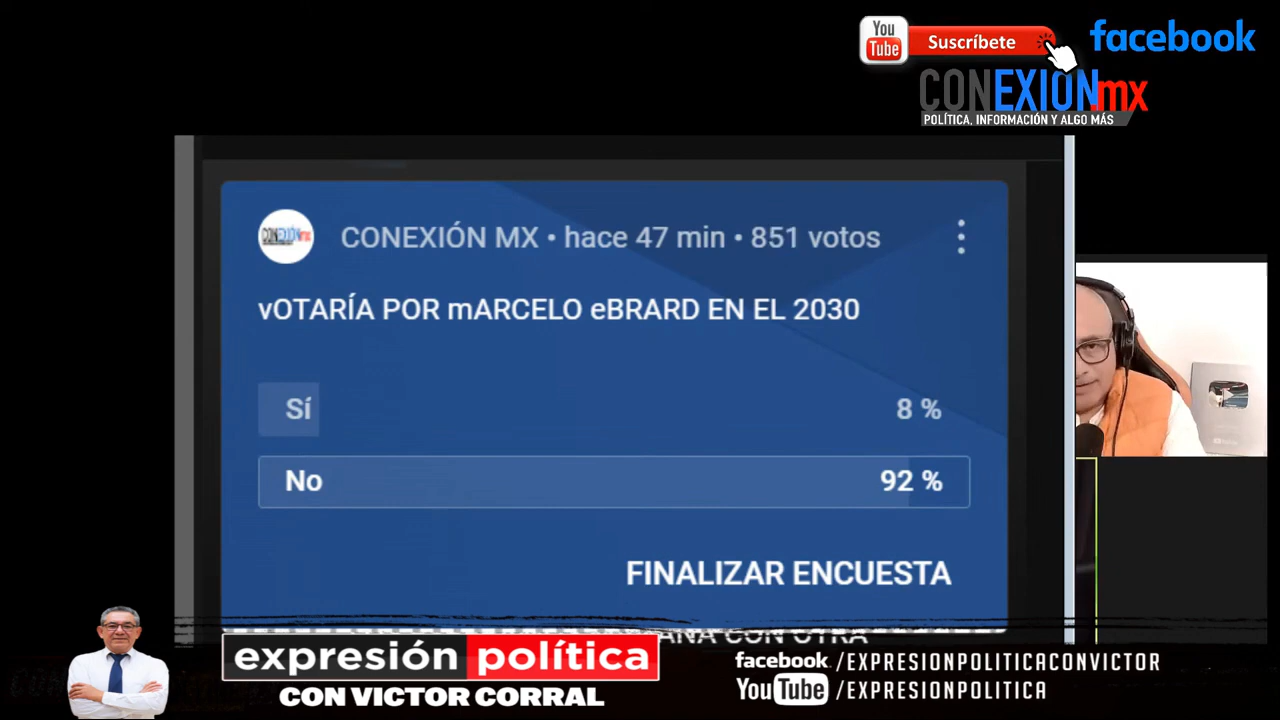 You
Tube
Suscríbete
facebook
CONEXIONmx
POLÍTICA, INFORMACIÓN Y ALGO MÁS
CONEXIÓN MX • hace 47 min • 851 votos
vOTARÍA POR mARCELO eBRARD EN EL 2030
Sí 8 %
No 92 %
FINALIZAR ENCUESTA
CON OTRA
expresión política
CON VICTOR CORRAL
facebook /EXPRESIONPOLITICACONVICTOR
YouTube /EXPRESIONPOLITICA